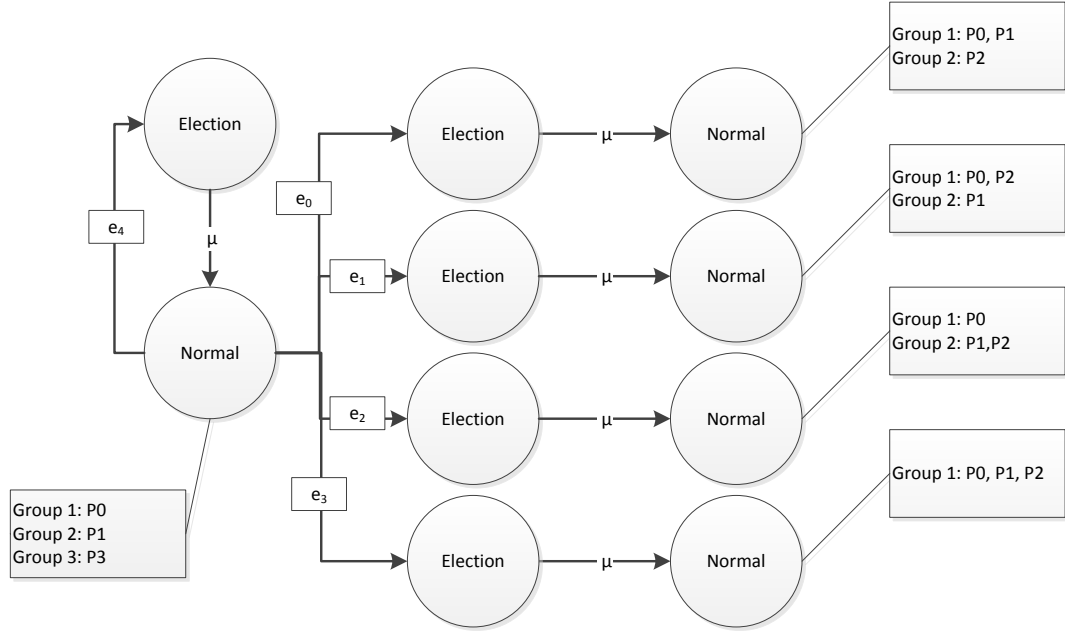 Group 1: P0, P1
Group 2: P2
Election
Election
μ
Normal
e₀
Group 1: P0, P2
Group 2: P1
e₄
μ
e₁
Election
μ
Normal
Group 1: P0
Group 2: P1,P2
Normal
e₂
Election
μ
Normal
Group 1: P0, P1, P2
e₃
Group 1: P0
Group 2: P1
Group 3: P3
Election
μ
Normal